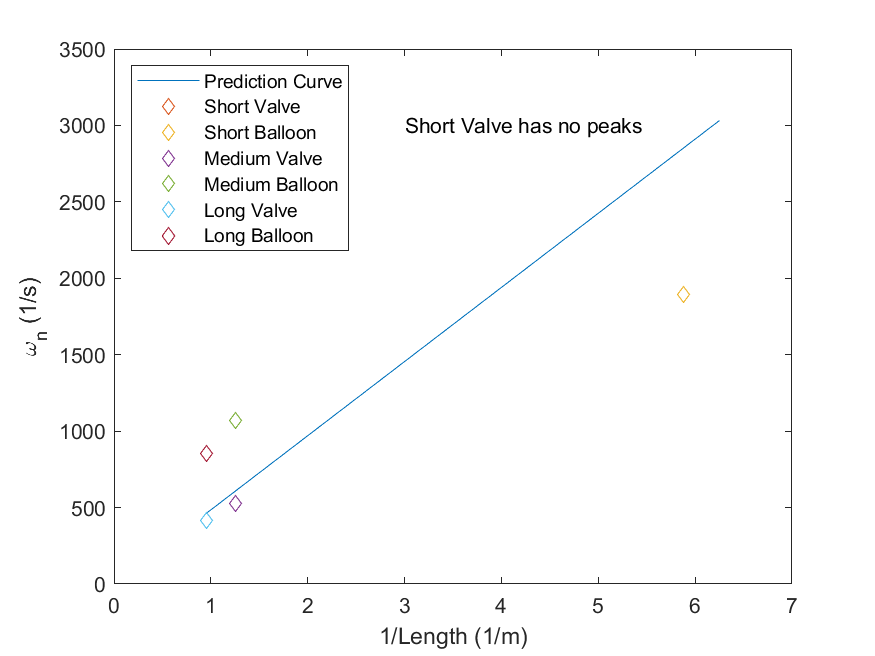 3500
3000
2500
2000
1500
1000
500
0
0 1 2 3 4 5 6 7
ω_n (1/s)
1/Length (1/m)
Prediction Curve
Short Valve
Short Balloon
Medium Valve
Medium Balloon
Long Valve
Long Balloon
Short Valve has no peaks